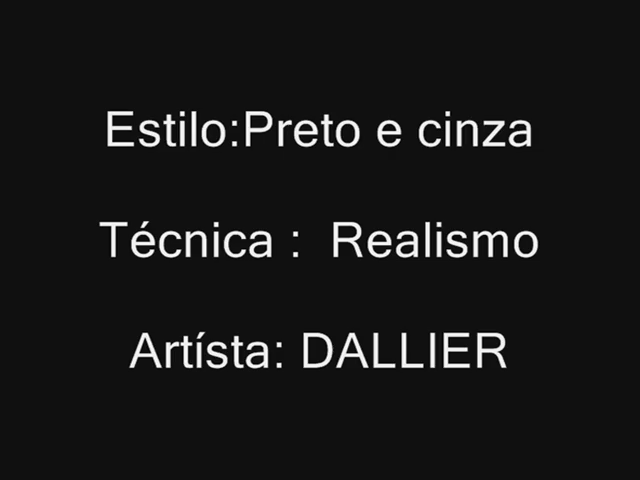 Estilo:Preto e cinza
Técnica :  Realismo
Artísta: DALLIER